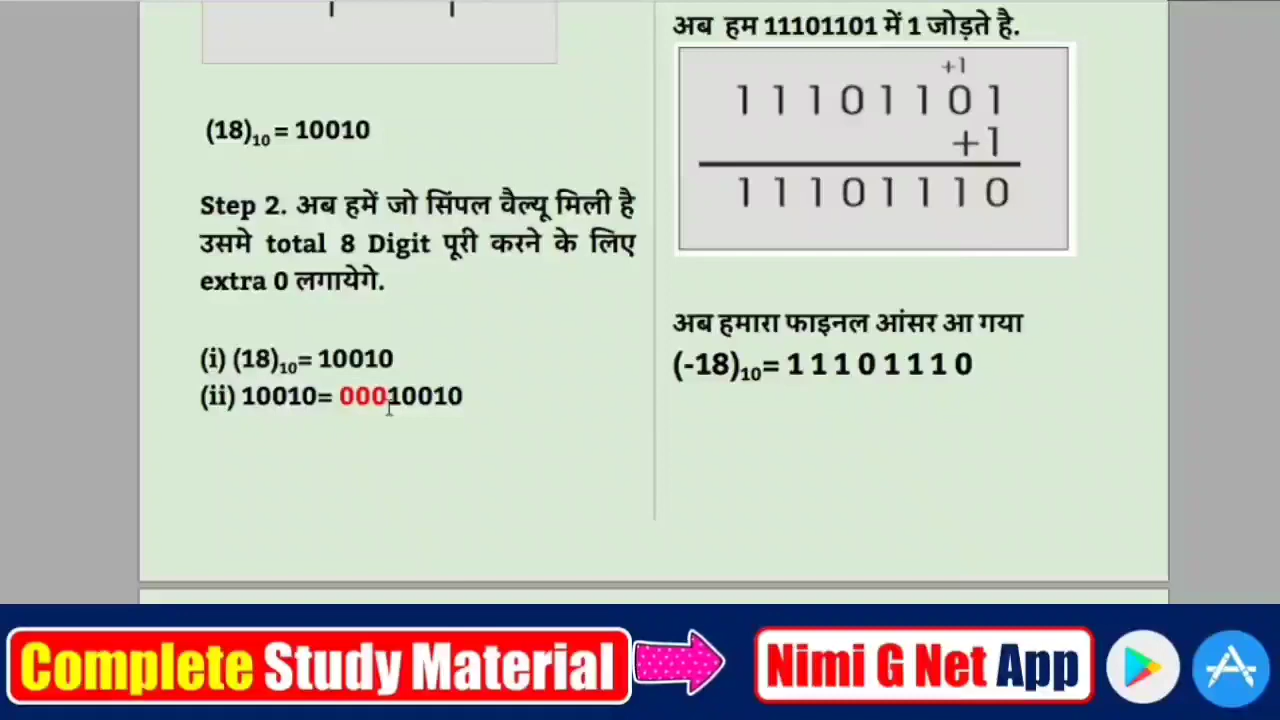 (18)10 = 10010
Step 2. अब हमें जो सिंपल वैल्यू मिली है
उसमे total 8 Digit पूरी करने के लिए
extra 0 लगायेगे.
(i) (18)10= 10010
(ii) 10010= 00010010
अब हम 11101101 में 1 जोड़ते है.
+1
1 1 1 0 1 1 0 1
+1
1 1 1 0 1 1 1 0
अब हमारा फाइनल आंसर आ गया
(-18)10= 1 1 1 0 1 1 1 0
Complete Study Material
Nimi G Net App